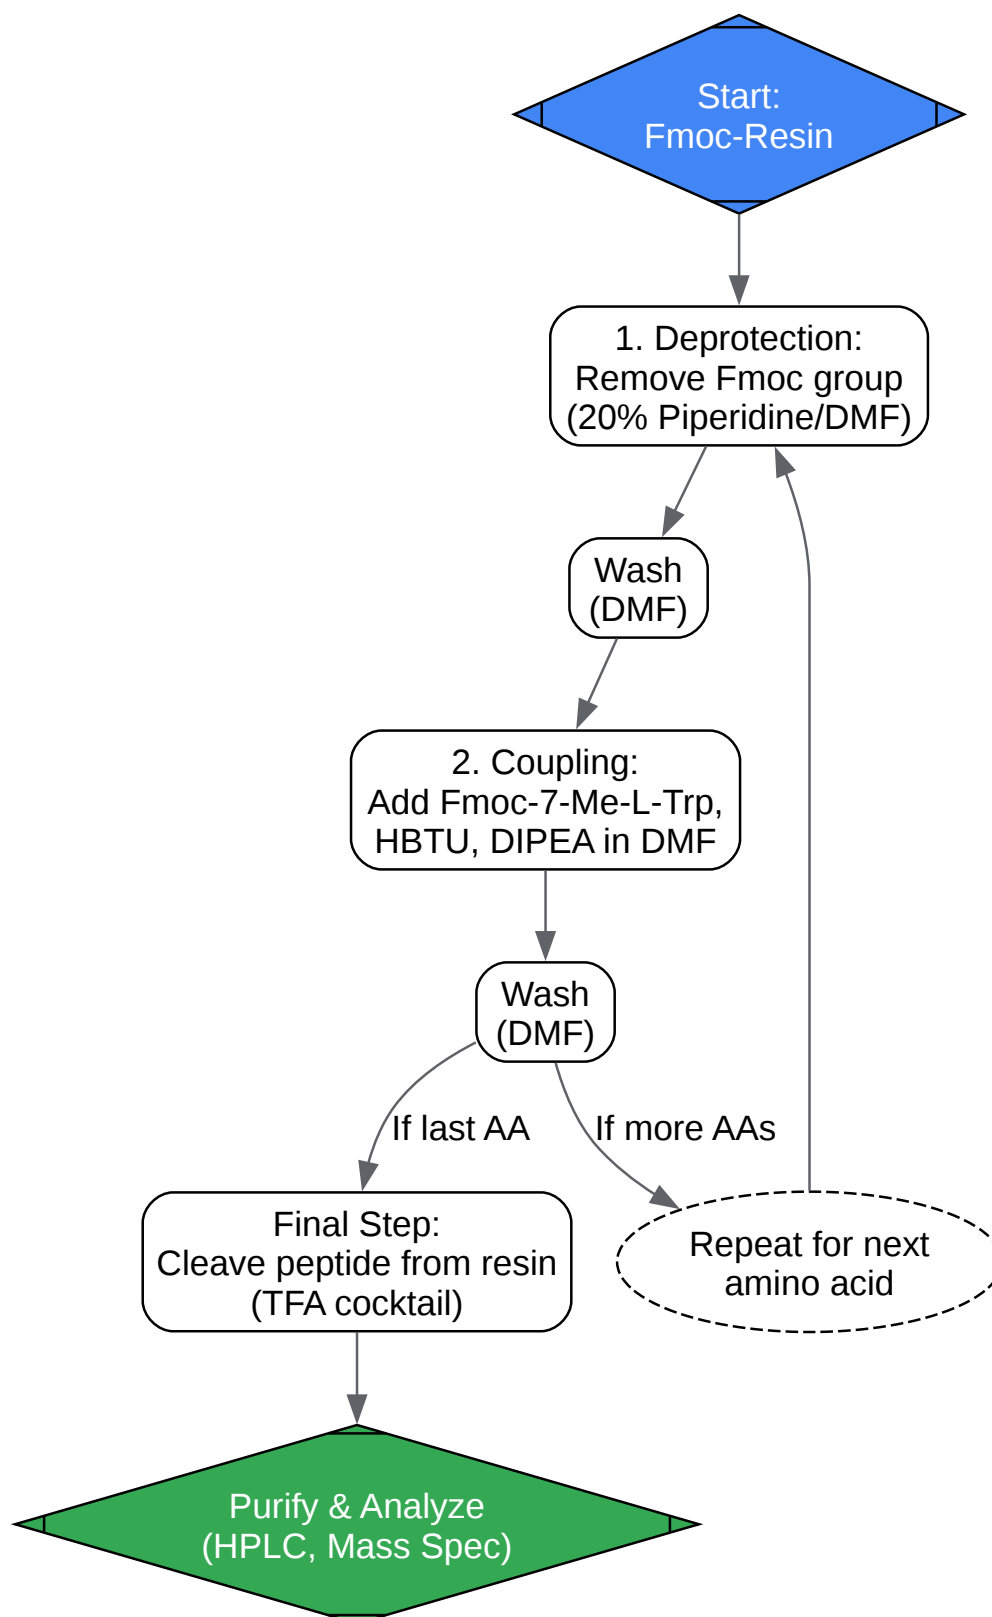 Start:
Fmoc-Resin
1. Deprotection:
Remove Fmoc group
(20% Piperidine/DMF)
Wash
(DMF)
2. Coupling:
Add Fmoc-7-Me-L-Trp,
HBTU, DIPEA in DMF
Wash
(DMF)
If last AA
If more AAs
Final Step:
Cleave peptide from resin
(TFA cocktail)
Repeat for next
amino acid
Purify & Analyze
(HPLC, Mass Spec)